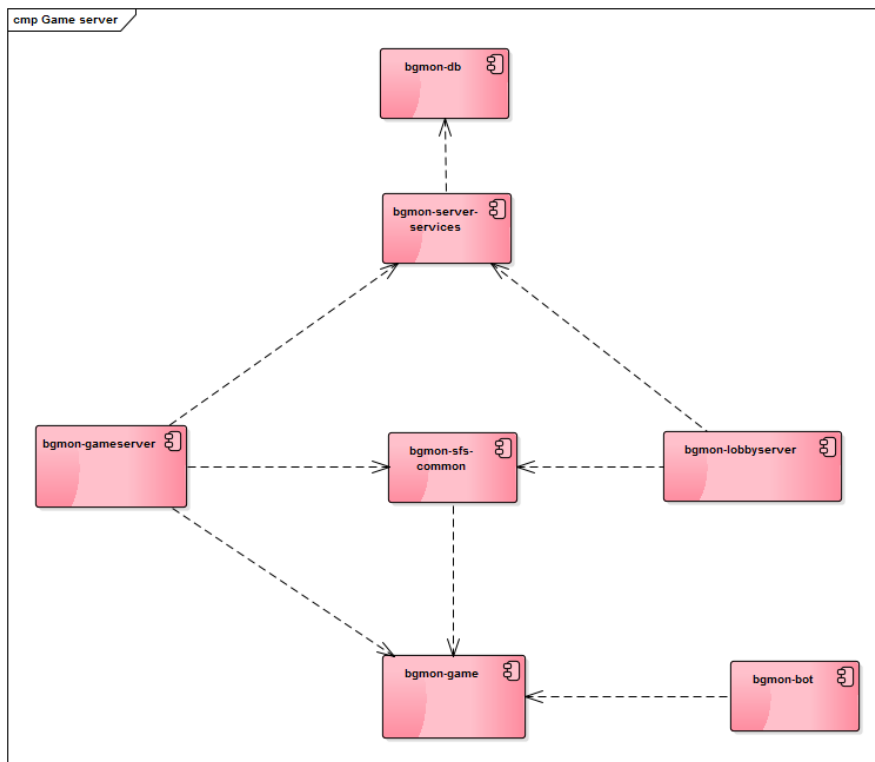 cmp Game server
bgmon-db
bgmon-server-
services
bgmon-gameserver
bgmon-sfs-
common
bgmon-lobbyserver
bgmon-game
bgmon-bot